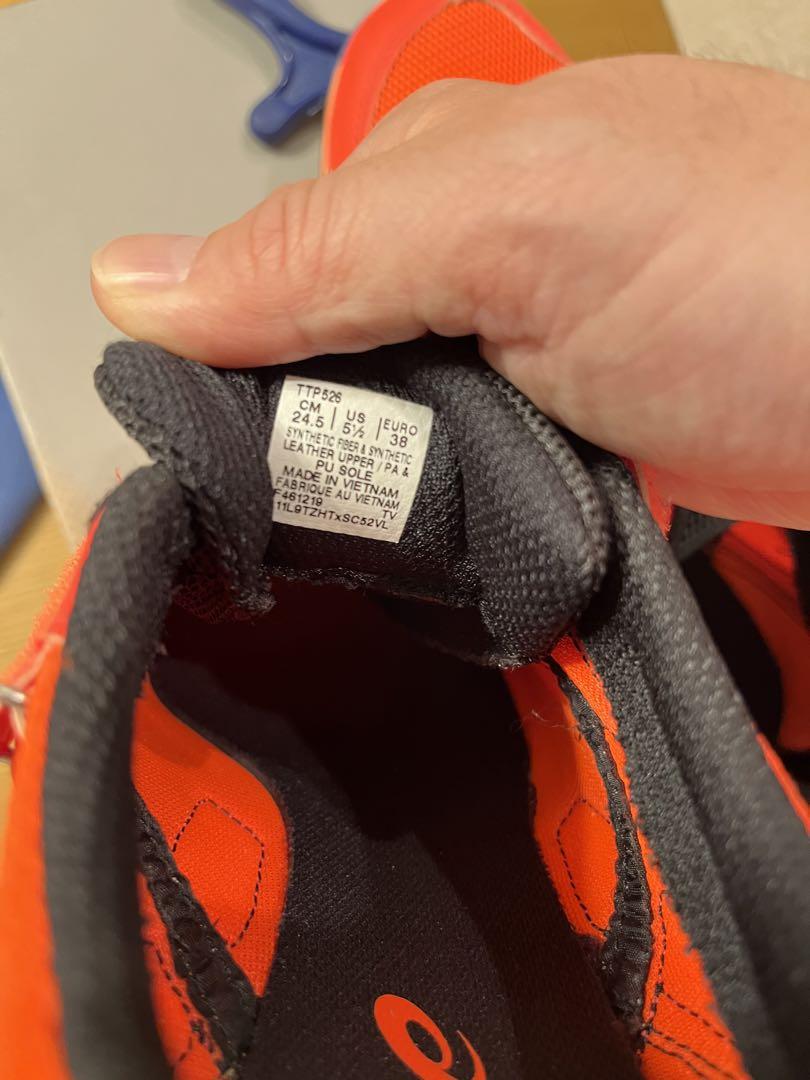 TTP526
CM | US | EURO
24.5 | 5½ | 38
SYNTHETIC FIBER & SYNTHETIC
LEATHER UPPER / PA &
PU SOLE
MADE IN VIETNAM
FABRIQUE AU VIETNAM
F461219 TV
11L9TZHTxSC52VL